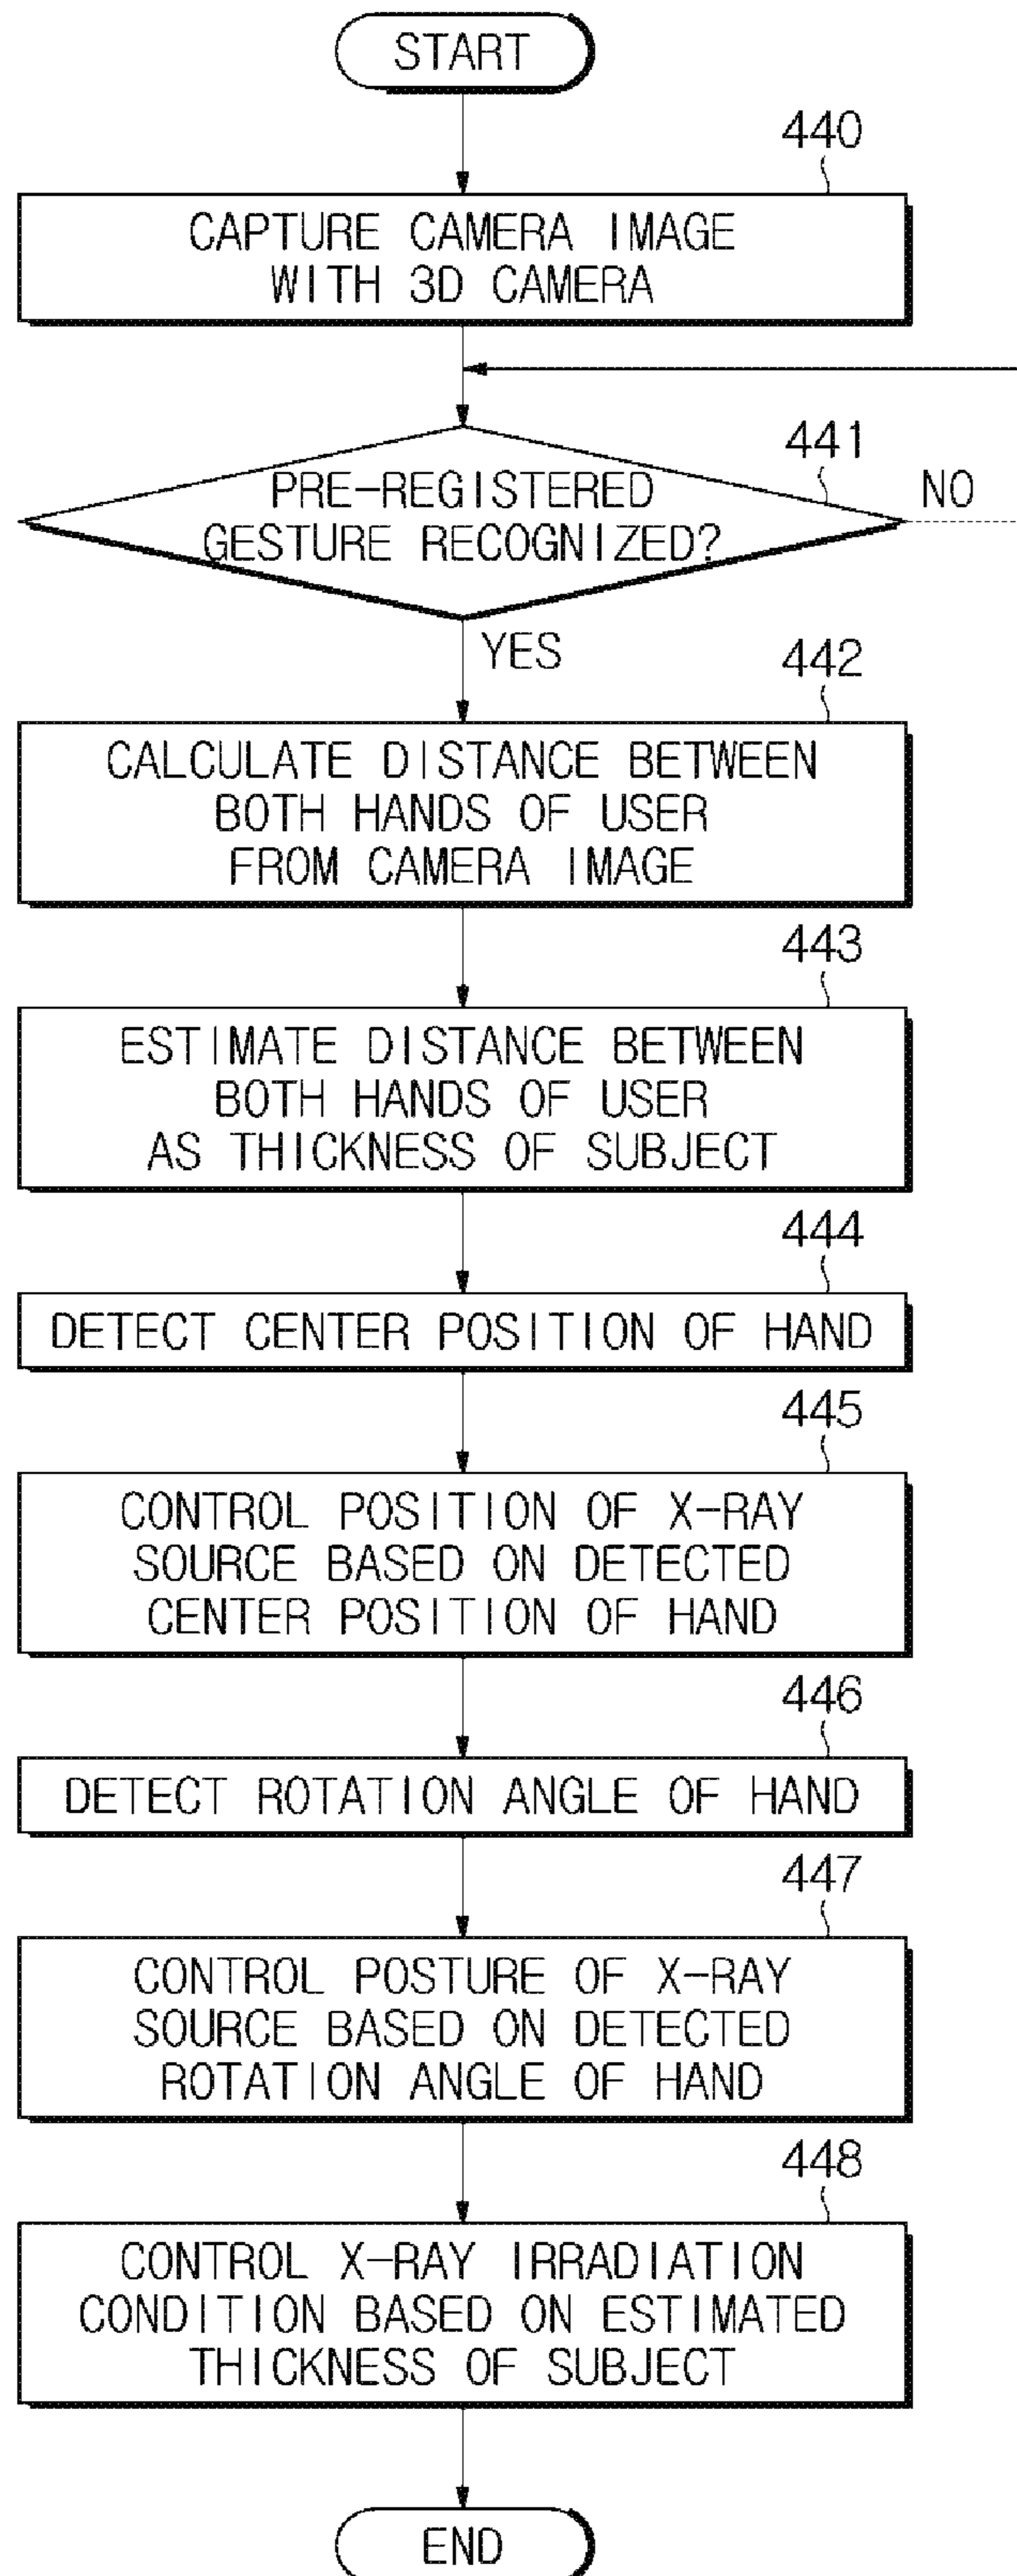 START
440
CAPTURE CAMERA IMAGE
WITH 3D CAMERA
441
PRE-REGISTERED
GESTURE RECOGNIZED?
NO
YES
442
CALCULATE DISTANCE BETWEEN
BOTH HANDS OF USER
FROM CAMERA IMAGE
443
ESTIMATE DISTANCE BETWEEN
BOTH HANDS OF USER
AS THICKNESS OF SUBJECT
444
DETECT CENTER POSITION OF HAND
445
CONTROL POSITION OF X-RAY
SOURCE BASED ON DETECTED
CENTER POSITION OF HAND
446
DETECT ROTATION ANGLE OF HAND
447
CONTROL POSTURE OF X-RAY
SOURCE BASED ON DETECTED
ROTATION ANGLE OF HAND
448
CONTROL X-RAY IRRADIATION
CONDITION BASED ON ESTIMATED
THICKNESS OF SUBJECT
END